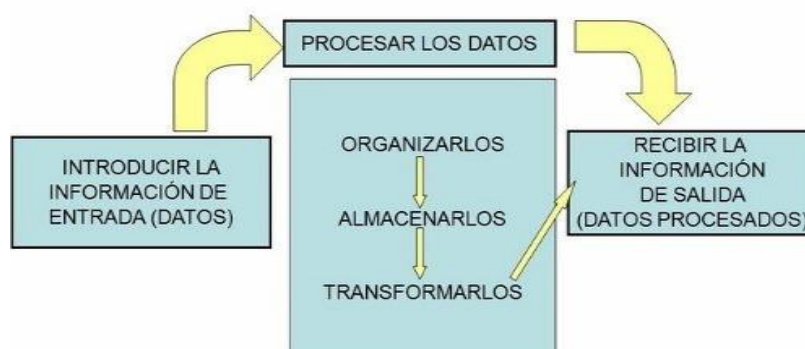 PROCESAR LOS DATOS
INTRODUCIR LA
INFORMACIÓN DE
ENTRADA (DATOS)
ORGANIZARLOS
ALMACENARLOS
TRANSFORMARLOS
RECIBIR LA
INFORMACIÓN
DE SALIDA
(DATOS PROCESADOS)